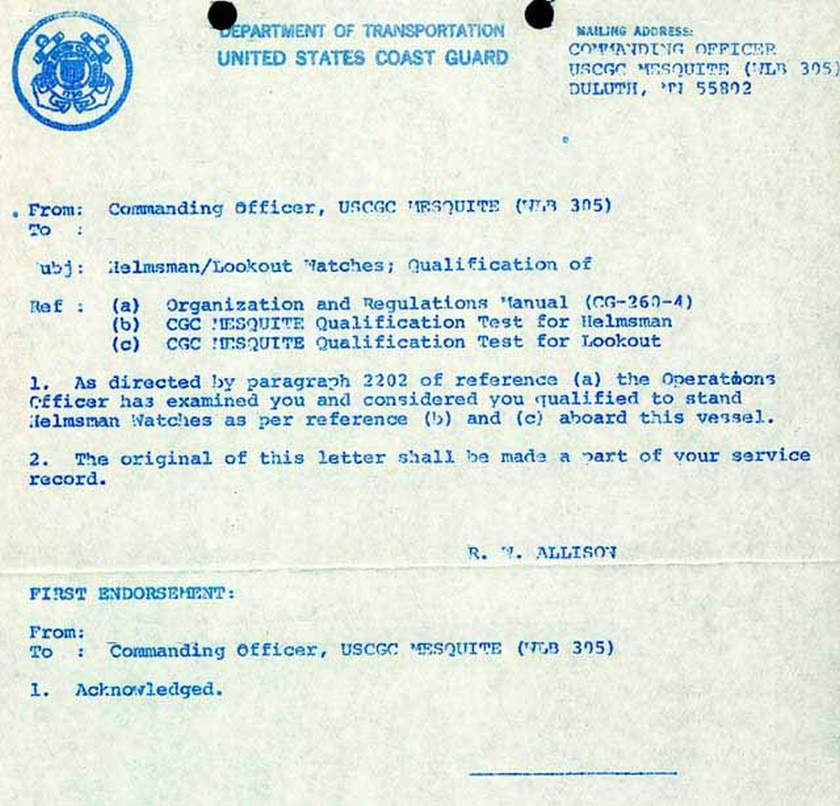 DEPARTMENT OF TRANSPORTATION
UNITED STATES COAST GUARD
MAILING ADDRESS:
COMMANDING OFFICER
USCGC MESQUITE (WLB 305)
DULUTH, MN 55802
From: Commanding Officer, USCGC MESQUITE (WLB 305)
To :
Subj: Helmsman/Lookout Watches; Qualification of
Ref : (a) Organization and Regulations Manual (CG-260-4)
(b) CGC MESQUITE Qualification Test for Helmsman
(c) CGC MESQUITE Qualification Test for Lookout
1. As directed by paragraph 2202 of reference (a) the Operations
Officer has examined you and considered you qualified to stand
Helmsman Watches as per reference (b) and (c) aboard this vessel.
2. The original of this letter shall be made a part of your service
record.
R. W. ALLISON
FIRST ENDORSEMENT:
From:
To : Commanding Officer, USCGC MESQUITE (WLB 305)
1. Acknowledged.